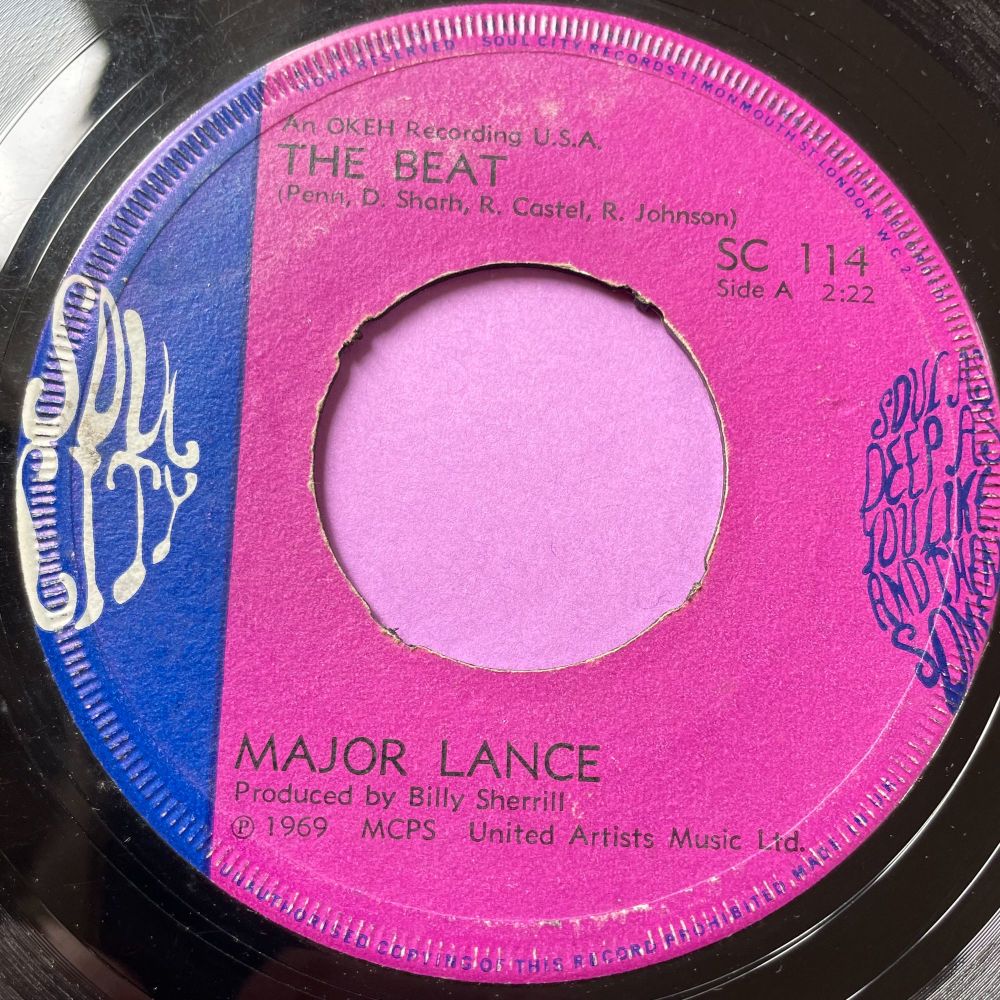 WORK RESERVED SOUL CITY RECORDS 17 MONMOUTH ST LONDON W C 2
An OKEH Recording U.S.A.
THE BEAT
(Penn, D. Sharh, R. Castel, R. Johnson)
SC 114
Side A 2:22
SOUL
CITY
SOUL AS
DEEP AS
YOU LIKE
AND THEN
SOME
MAJOR LANCE
Produced by Billy Sherrill
℗ 1969 MCPS United Artists Music Ltd.
UNAUTHORISED COPYING OF THIS RECORD PROHIBITED MADE IN